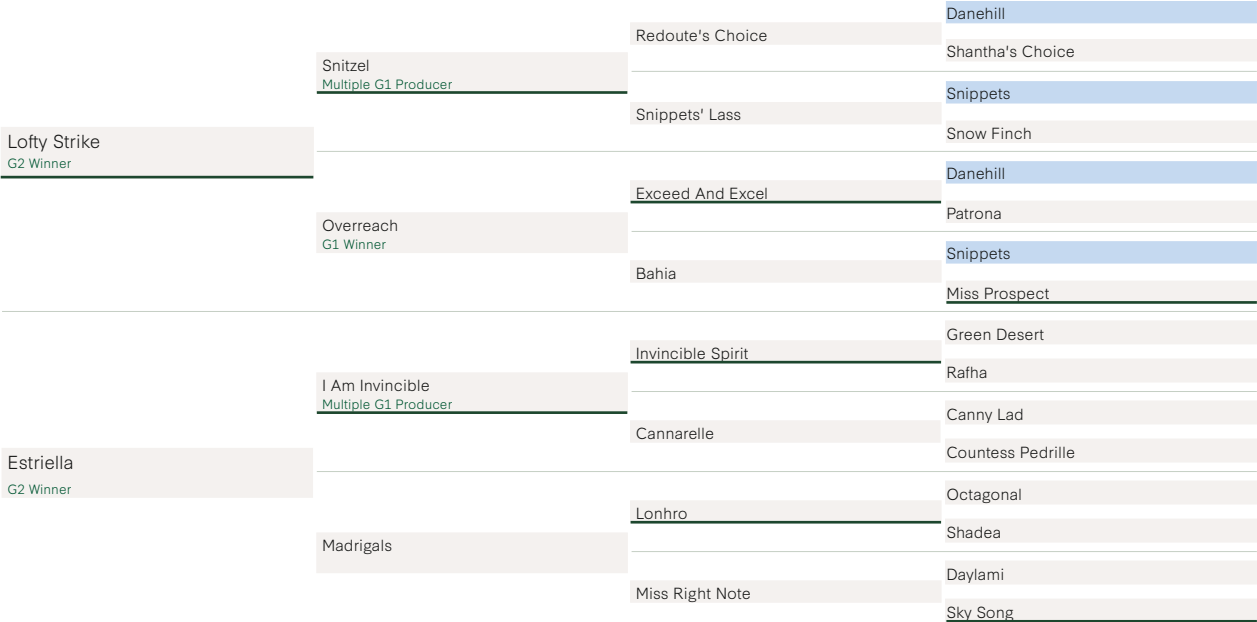 Lofty Strike
G2 Winner
Estriella
G2 Winner
Snitzel
Multiple G1 Producer
Overreach
G1 Winner
I Am Invincible
Multiple G1 Producer
Madrigals
Redoute's Choice
Snippets' Lass
Exceed And Excel
Bahia
Invincible Spirit
Cannarelle
Lonhro
Miss Right Note
Danehill
Shantha's Choice
Snippets
Snow Finch
Danehill
Patrona
Snippets
Miss Prospect
Green Desert
Rafha
Canny Lad
Countess Pedrille
Octagonal
Shadea
Daylami
Sky Song